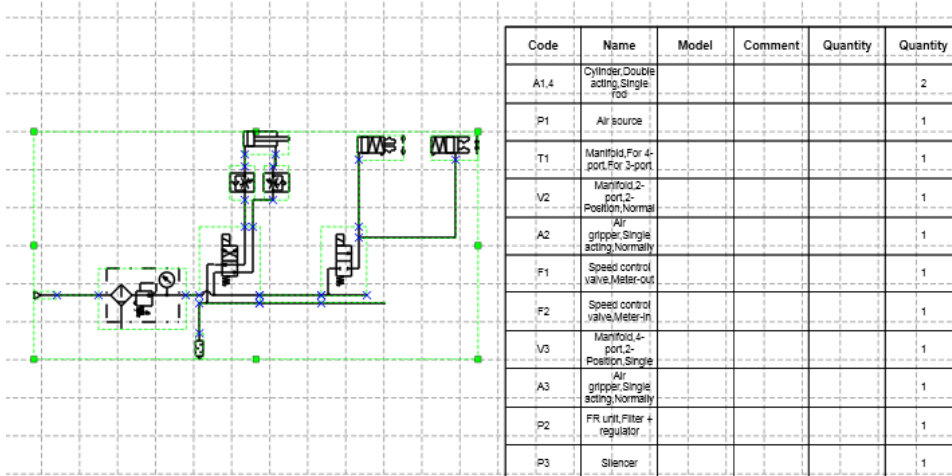 Code Name Model Comment Quantity Quantity
A1,4
Cylinder,Double
acting,Single
rod
2
P1 Air source 1
T1
Manifold,For 4-
port,For 3-port
1
V2
Manifold,2-
port,2-
Position,Normal
1
A2
Air
gripper,Single
acting,Normally
1
F1
Speed control
valve,Meter-out
1
F2
Speed control
valve,Meter-in
1
V3
Manifold,4-
port,2-
Position,Single
1
A3
Air
gripper,Single
acting,Normally
1
P2
FR unit,Filter +
regulator
1
P3 Silencer 1